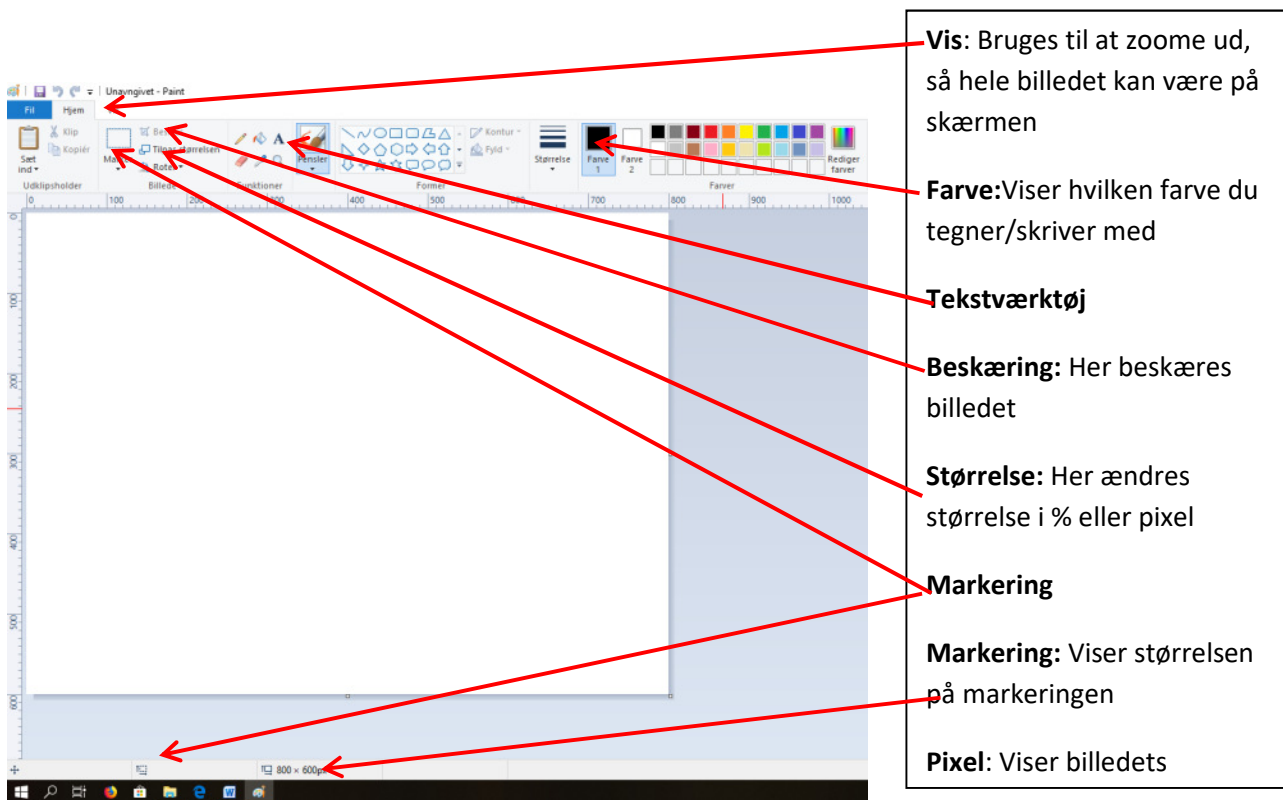 Unavngivet - Paint
Fil Hjem
Klip
Kopiér
Sæt ind
Udklipsholder
Tilpas størrelsen
Billede
Funktioner
Pensler
Former
Kontur
Fyld
Størrelse
Farve 1
Farve 2
Rediger farver
Farver
0 100 200 300 400 500 600 700 800 900 1000
0
100
200
300
400
500
600
800 × 600px
Vis: Bruges til at zoome ud,
så hele billedet kan være på
skærmen
Farve:Viser hvilken farve du
tegner/skriver med
Tekstværktøj
Beskæring: Her beskæres
billedet
Størrelse: Her ændres
størrelse i % eller pixel
Markering
Markering: Viser størrelsen
på markeringen
Pixel: Viser billedets